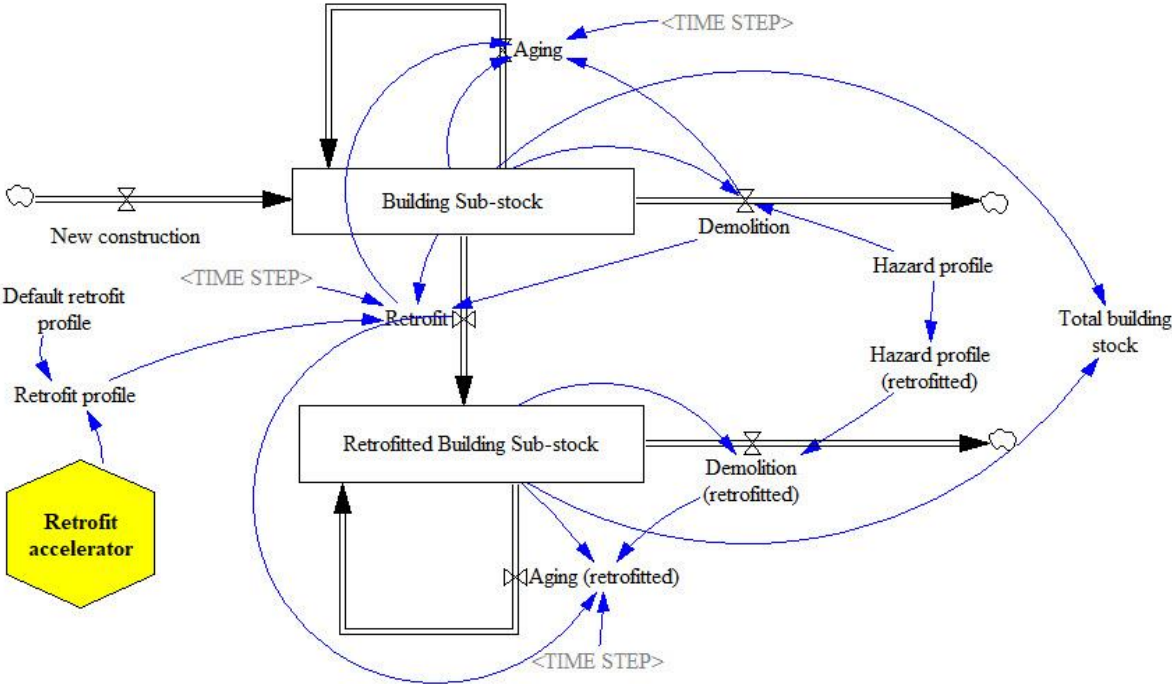 <TIME STEP>
Aging
Building Sub-stock
New construction
Demolition
<TIME STEP>
Hazard profile
Default retrofit
profile
Retrofit
Total building
stock
Hazard profile
(retrofitted)
Retrofit profile
Retrofitted Building Sub-stock
Demolition
(retrofitted)
Retrofit
accelerator
Aging (retrofitted)
<TIME STEP>